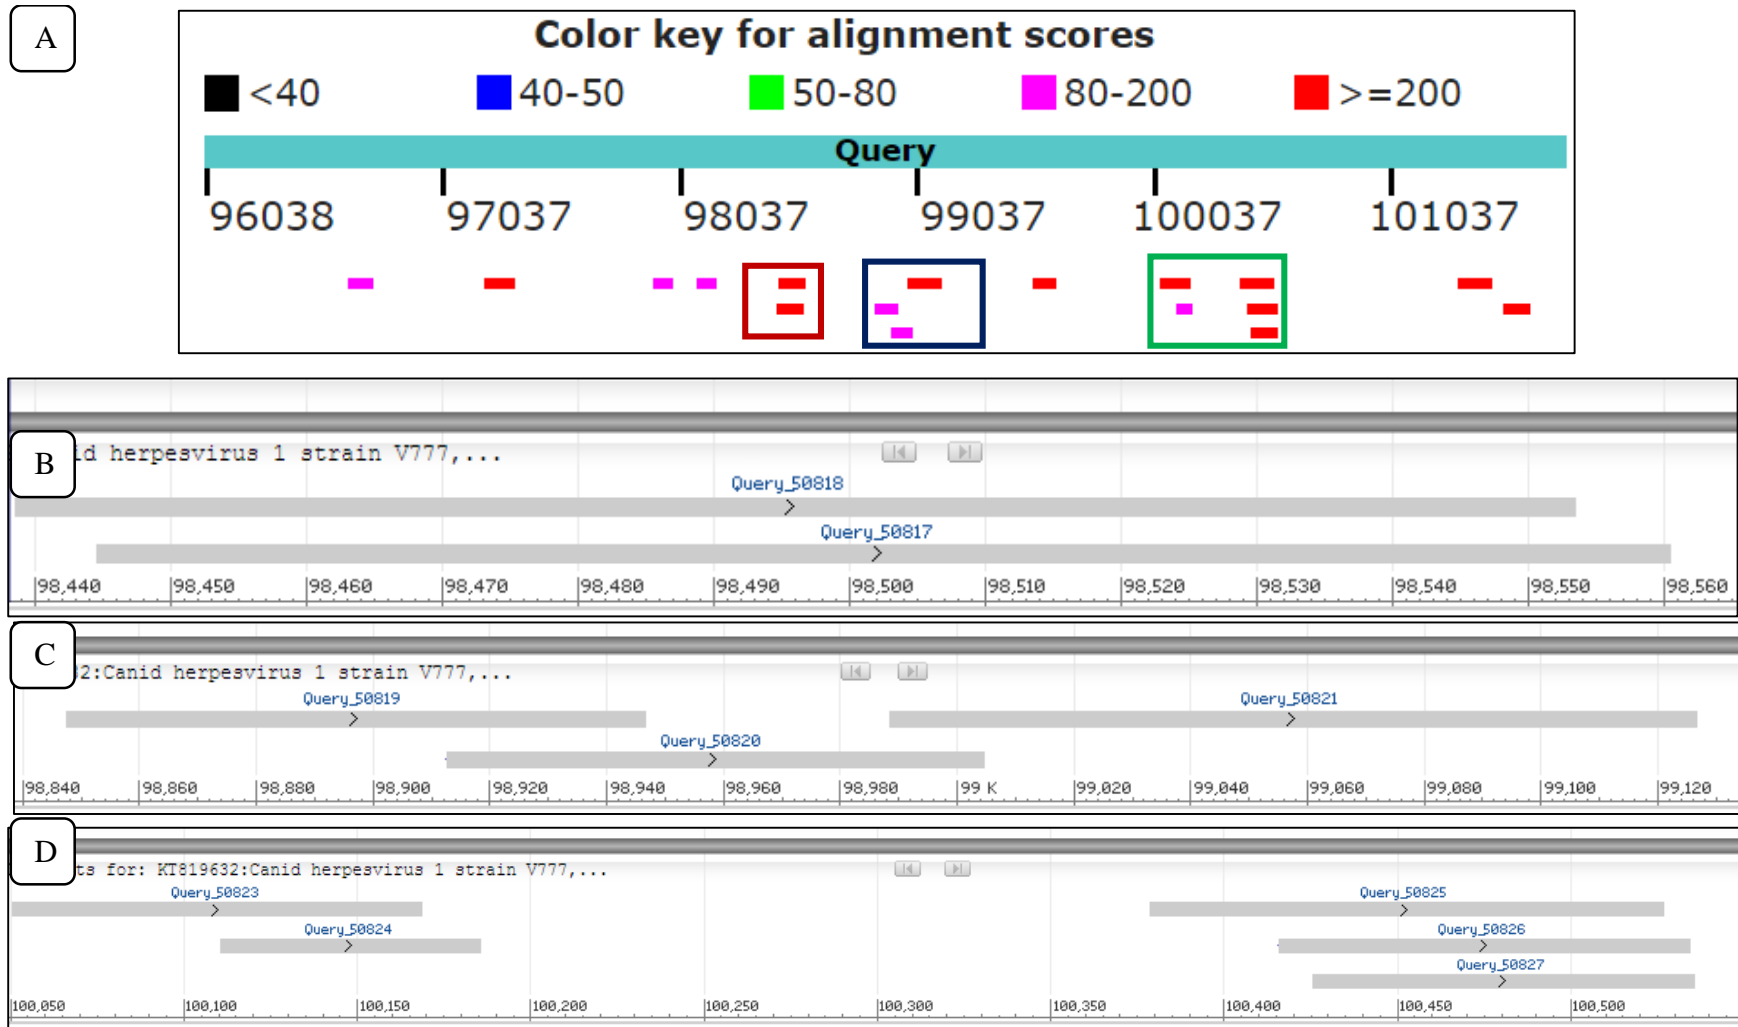 A
Color key for alignment scores
<40 40-50 50-80 80-200 >=200
Query
96038 97037 98037 99037 100037 101037
B
id herpesvirus 1 strain V777,...
Query_50818
Query_50817
98,440 98,450 98,460 98,470 98,480 98,490 98,500 98,510 98,520 98,530 98,540 98,550 98,560
C
2:Canid herpesvirus 1 strain V777,...
Query_50819 Query_50821
Query_50820
98,840 98,860 98,880 98,900 98,920 98,940 98,960 98,980 99 K 99,020 99,040 99,060 99,080 99,100 99,120
D
ts for: KT819632:Canid herpesvirus 1 strain V777,...
Query_50823 Query_50825
Query_50824 Query_50826
Query_50827
100,050 100,100 100,150 100,200 100,250 100,300 100,350 100,400 100,450 100,500